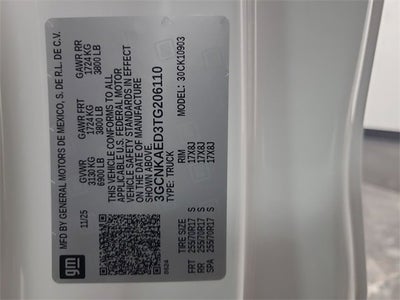 MFD BY GENERAL MOTORS DE MEXICO, S. DE R.L. DE C.V.
11/25
GVWR GAWR FRT GAWR RR
3130 KG 1724 KG 1724 KG
6900 LB 3800 LB 3800 LB
THIS VEHICLE CONFORMS TO ALL
APPLICABLE U.S. FEDERAL MOTOR
VEHICLE SAFETY STANDARDS IN EFFECT
ON THE DATE OF MANUFACTURE
SHOWN ABOVE.
3GCNKAED3TG206110
TYPE: TRUCK 30CK10903
TIRE SIZE RIM
FRT 255/70R17 S 17X8J
RR 255/70R17 S 17X8J
SPA 255/70R17 S 17X8J
gm